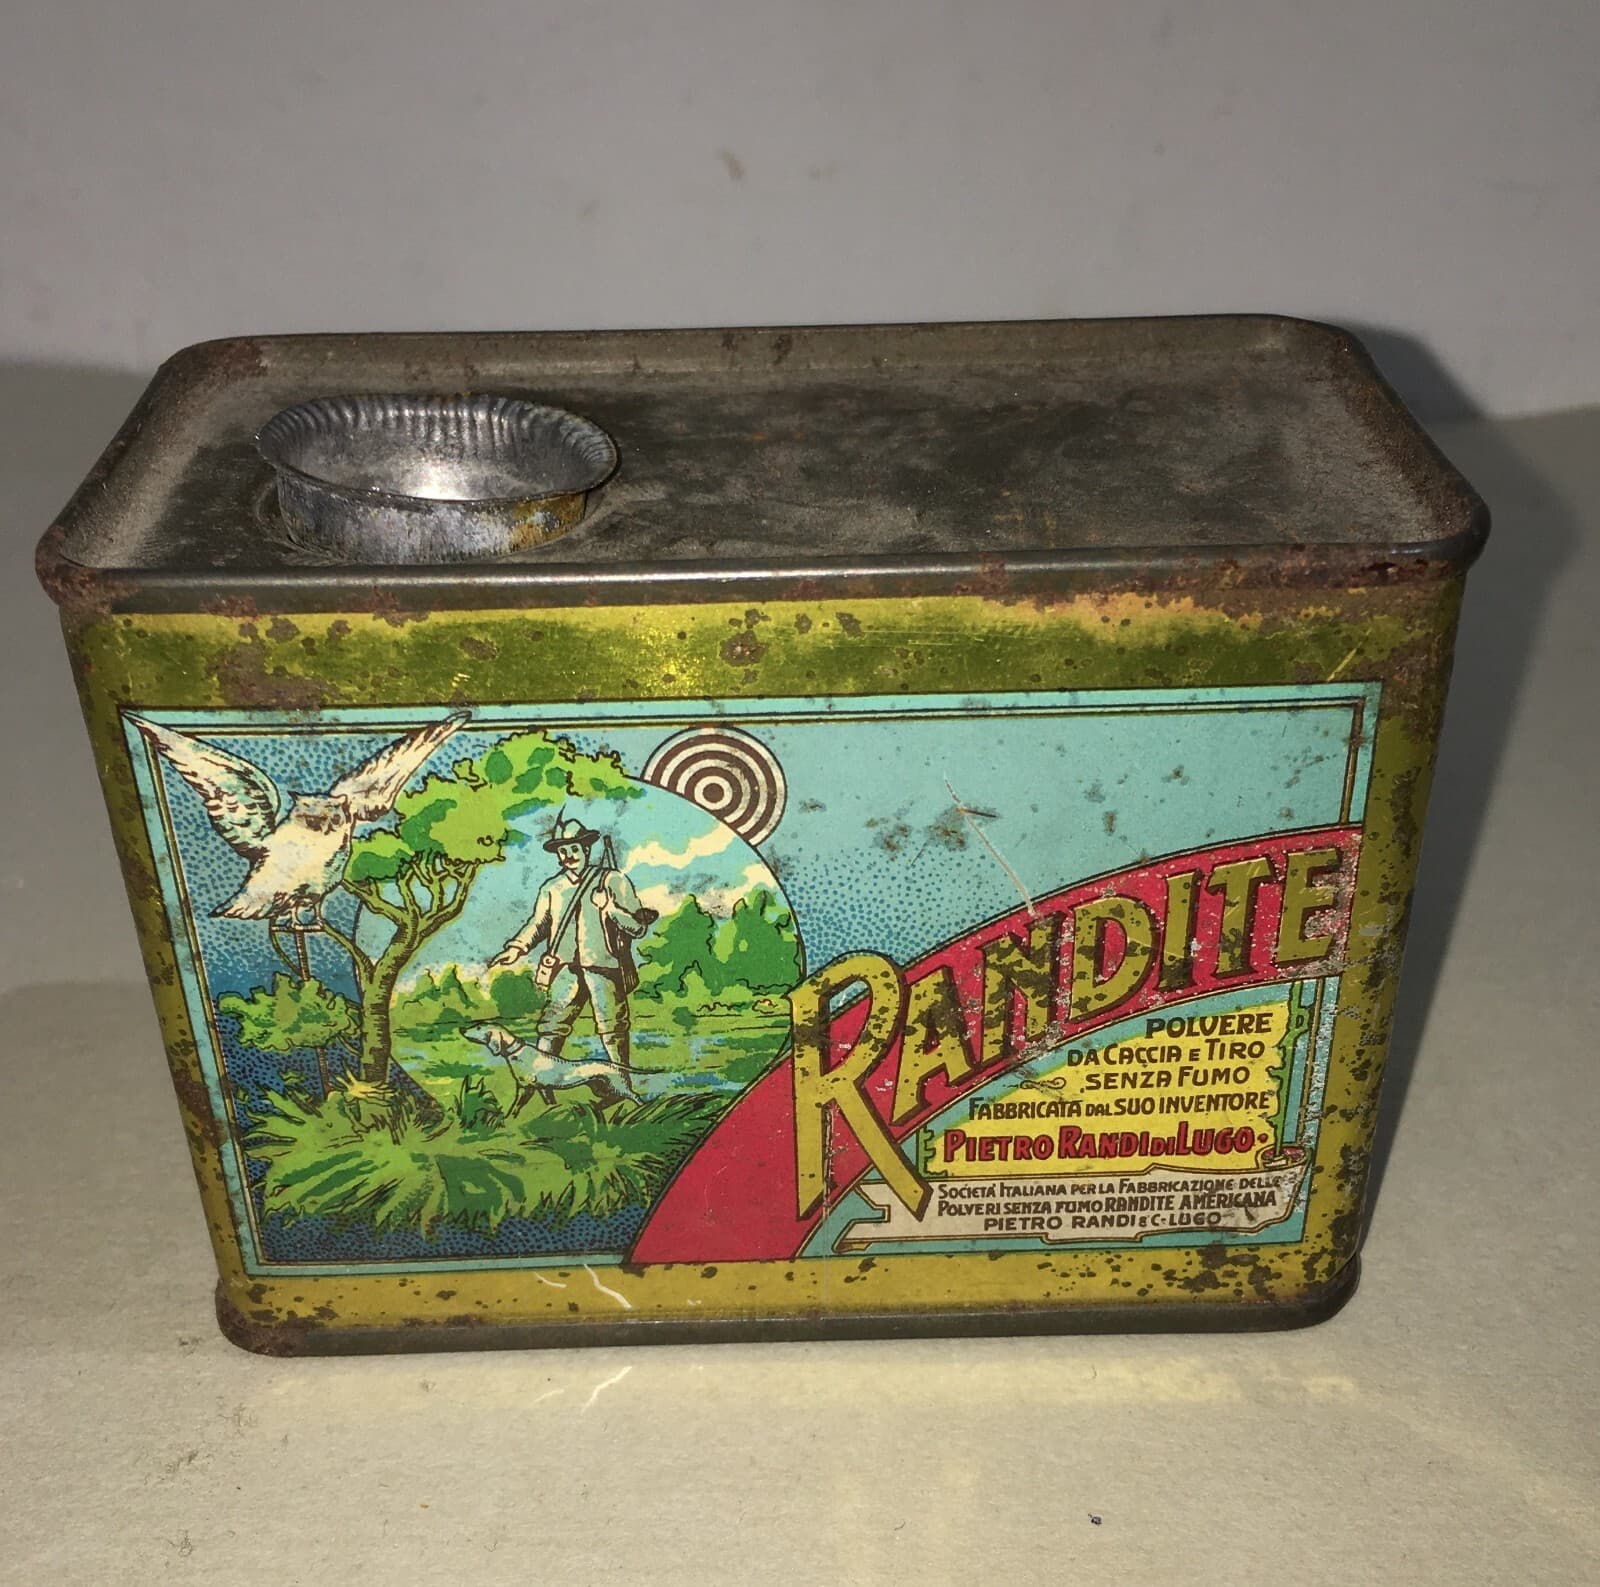 RANDITE
POLVERE
DA CACCIA E TIRO
SENZA FUMO
FABBRICATA DAL SUO INVENTORE
PIETRO RANDI DI LUGO
SOCIETÀ ITALIANA PER LA FABBRICAZIONE DELLE
POLVERI SENZA FUMO RANDITE AMERICANA
PIETRO RANDI & C · LUGO